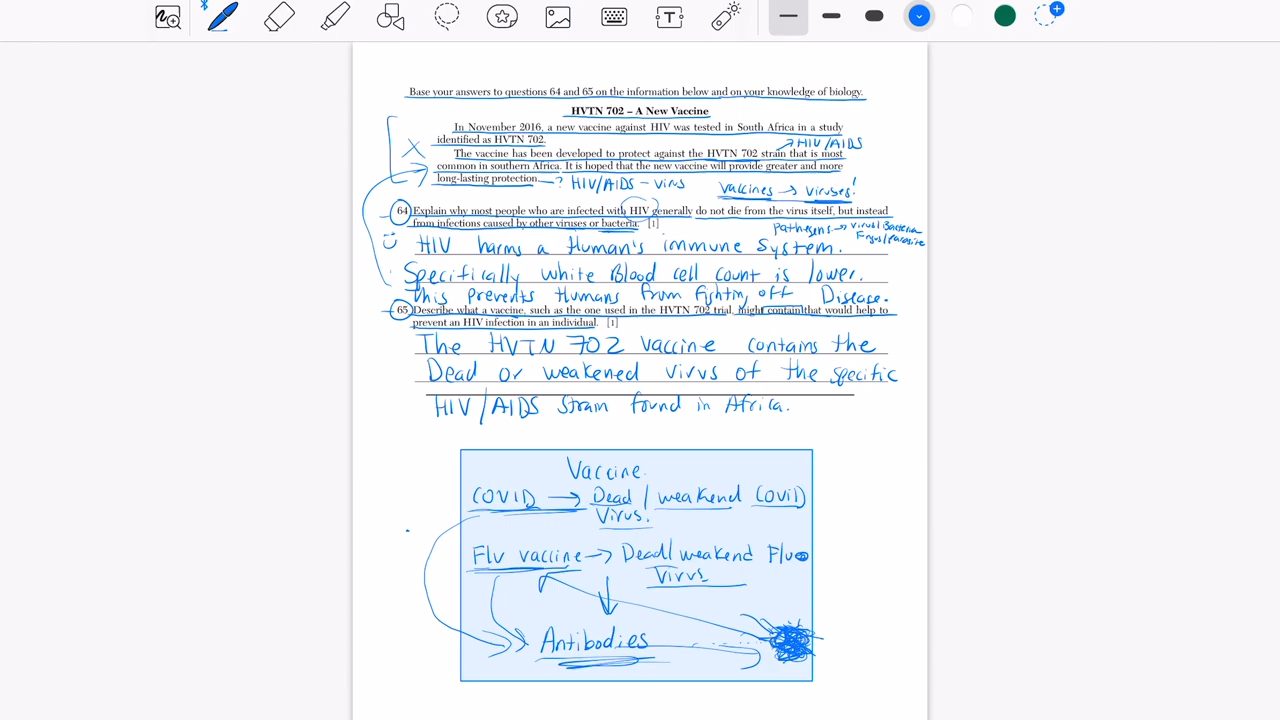 Base your answers to questions 64 and 65 on the information below and on your knowledge of biology.
HVTN 702 – A New Vaccine
In November 2016, a new vaccine against HIV was tested in South Africa in a study
identified as HVTN 702.
→ HIV/AIDS
The vaccine has been developed to protect against the HVTN 702 strain that is most
common in southern Africa. It is hoped that the new vaccine will provide greater and more
long-lasting protection.
? HIV/AIDS - virus
vaccines → viruses!
64 Explain why most people who are infected with HIV generally do not die from the virus itself, but instead
from infections caused by other viruses or bacteria. [1]
Pathogens → virus/Bacteria
Fngus/parasite
HIV harms a Human's immune system.
Specifically white Blood cell count is lower.
This prevents Humans from fighting off Disease.
65 Describe what a vaccine, such as the one used in the HVTN 702 trial, might contain that would help to
prevent an HIV infection in an individual. [1]
The HVTN 702 vaccine contains the
Dead or weakened virus of the specific
HIV/AIDS strain found in Africa.
Vaccine.
COVID → Dead / weakend COVID
Virus!
Flu vaccine → Dead/weakend Flu
Virus
Antibodies